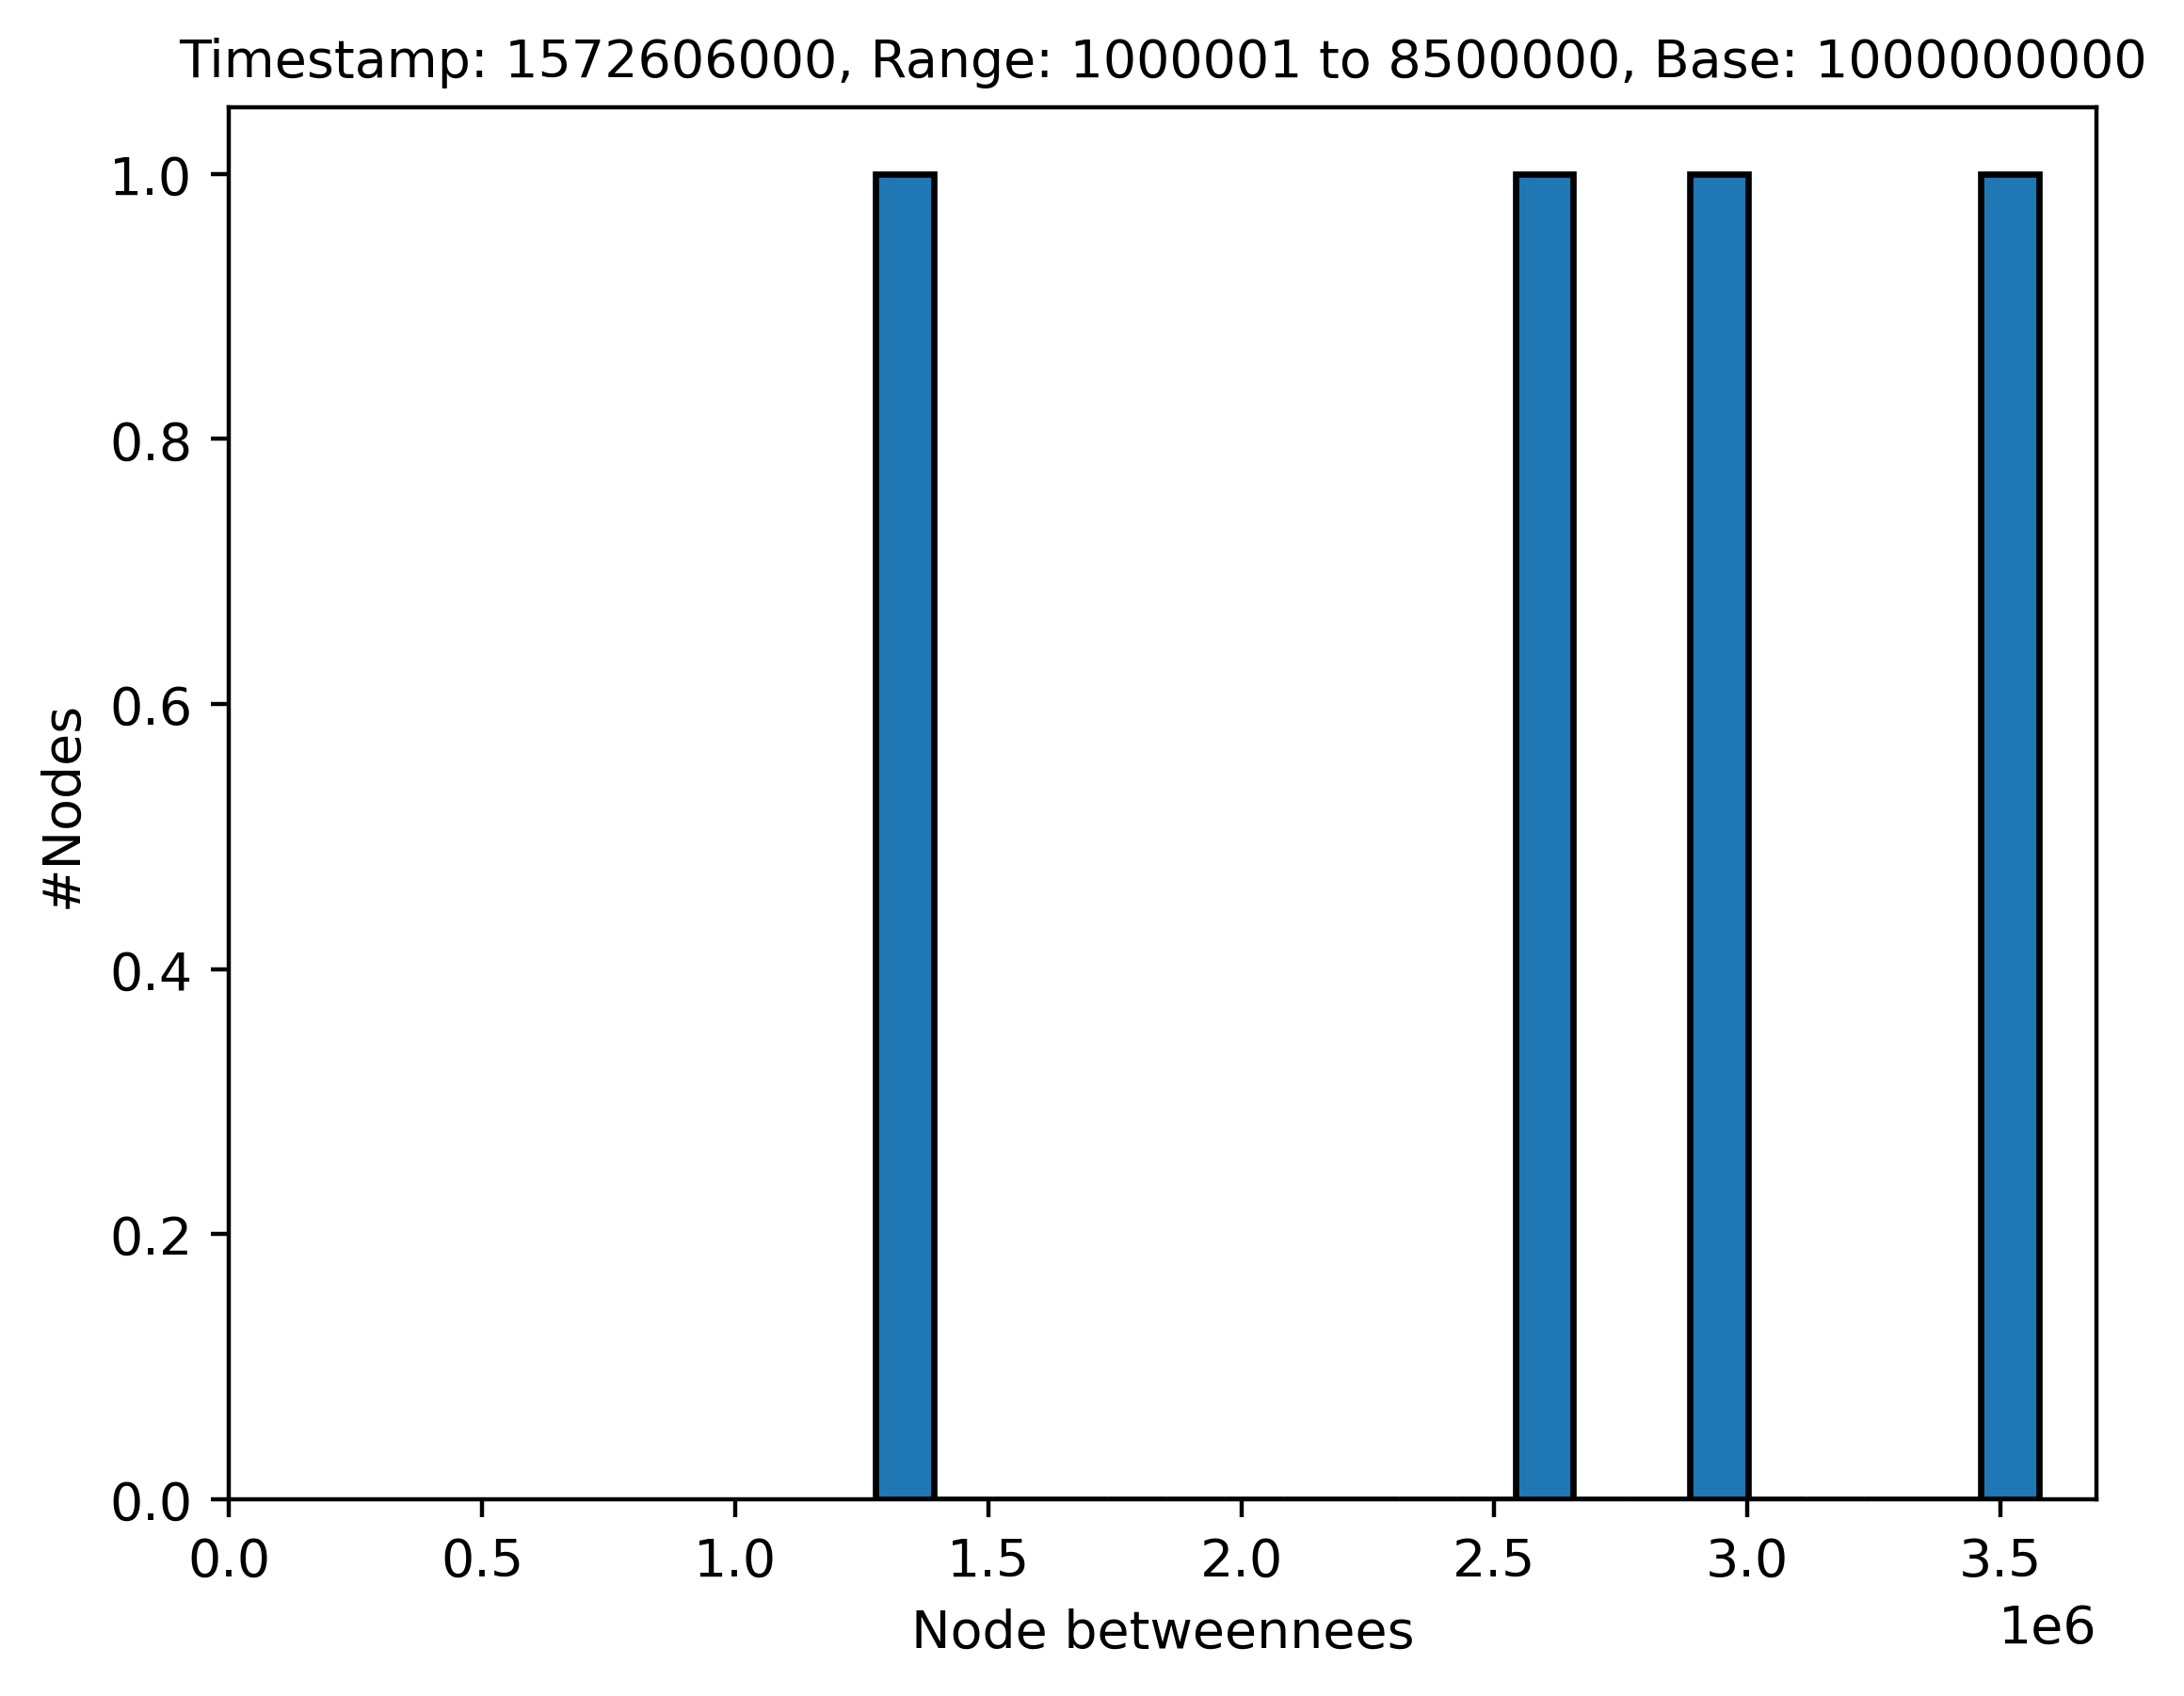 Timestamp: 1572606000, Range: 1000001 to 8500000, Base: 1000000000
1.0
0.8
0.6
0.4
0.2
0.0
#Nodes
0.0 0.5 1.0 1.5 2.0 2.5 3.0 3.5
1e6
Node betweennees